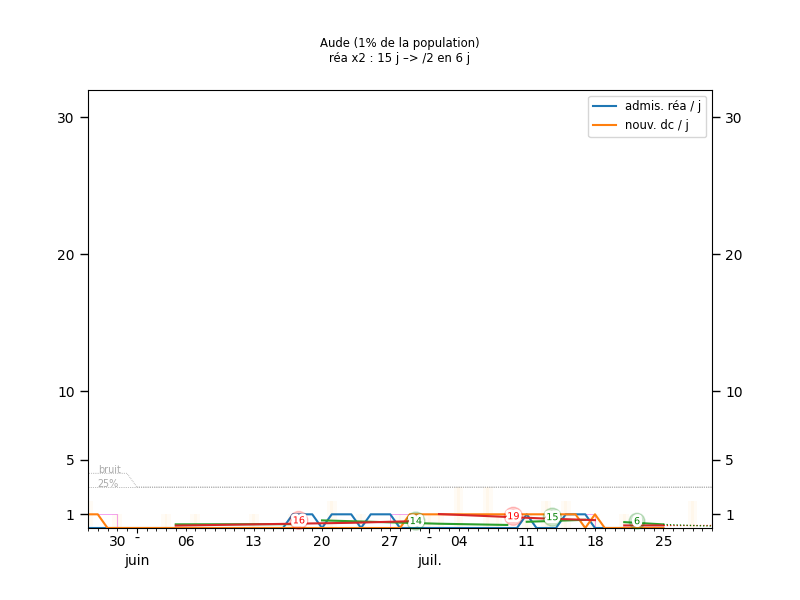 Aude (1% de la population)
réa x2 : 15 j –> /2 en 6 j
admis. réa / j
nouv. dc / j
30 30
20 20
10 10
5 5
bruit
25%
1 1
16 14 19 15 6
30 - 06 13 20 27 - 04 11 18 25
juin juil.